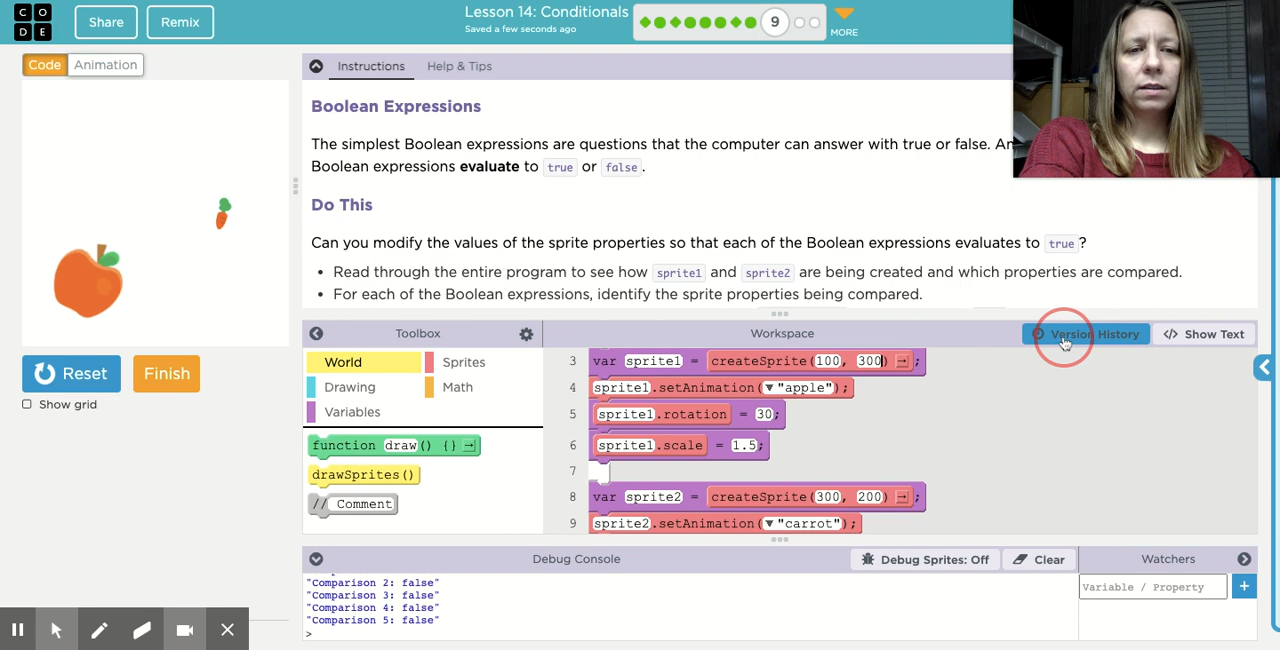 C O
D E
Share
Remix
Lesson 14: Conditionals
Saved a few seconds ago
9
MORE
Code
Animation
Instructions
Help & Tips
Boolean Expressions
The simplest Boolean expressions are questions that the computer can answer with true or false.
Boolean expressions evaluate to true or false.
Do This
Can you modify the values of the sprite properties so that each of the Boolean expressions evaluates to true?
• Read through the entire program to see how sprite1 and sprite2 are being created and which properties are compared.
• For each of the Boolean expressions, identify the sprite properties being compared.
Toolbox
Workspace
Version History
</> Show Text
World
Sprites
Drawing
Math
Variables
function draw() {}
drawSprites()
// Comment
3 var sprite1 = createSprite(100, 300);
4 sprite1.setAnimation("apple");
5 sprite1.rotation = 30;
6 sprite1.scale = 1.5;
7
8 var sprite2 = createSprite(300, 200);
9 sprite2.setAnimation("carrot");
Reset
Finish
Show grid
Debug Console
Debug Sprites: Off
Clear
Watchers
"Comparison 2: false"
"Comparison 3: false"
"Comparison 4: false"
"Comparison 5: false"
>
Variable / Property
+